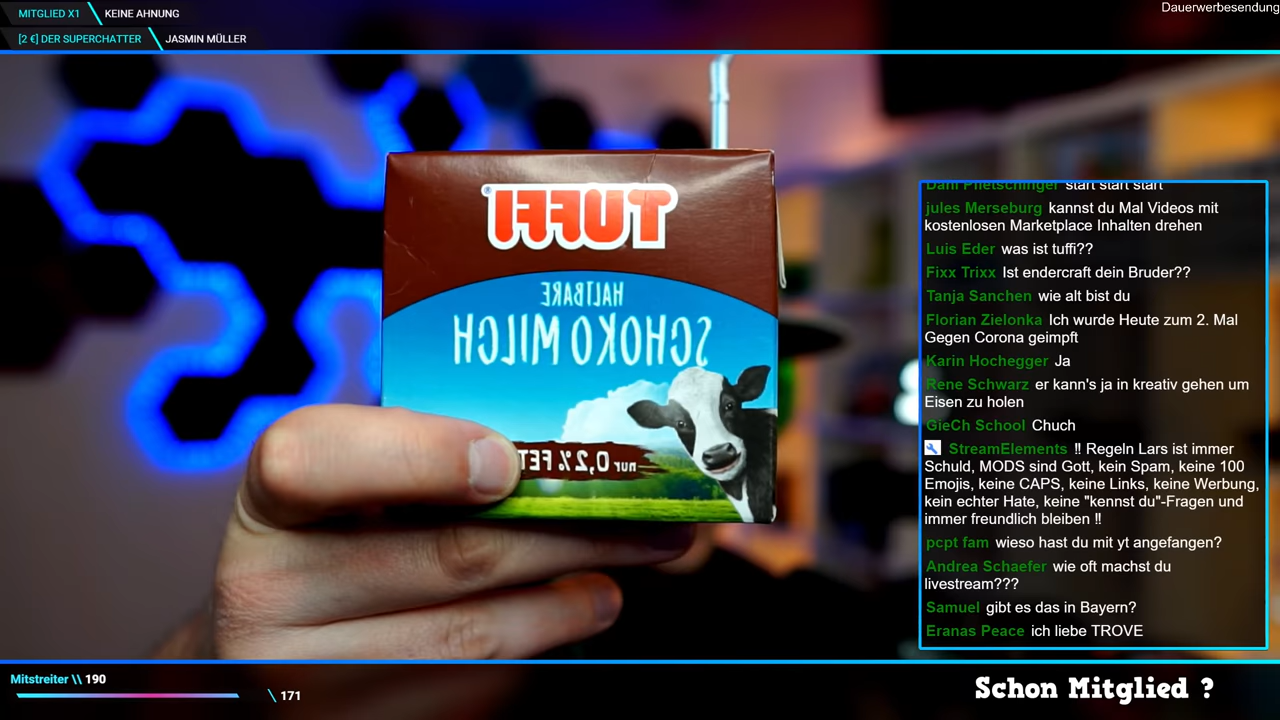 MITGLIED X1 KEINE AHNUNG
[2 €] DER SUPERCHATTER JASMIN MÜLLER
Dauerwerbesendung
TUFFI®
HALTBARE
SCHOKO MILCH
nur 0,2% FET
Dani Plietschinger start start start
jules Merseburg kannst du Mal Videos mit
kostenlosen Marketplace Inhalten drehen
Luis Eder was ist tuffi??
Fixx Trixx Ist endercraft dein Bruder??
Tanja Sanchen wie alt bist du
Florian Zielonka Ich wurde Heute zum 2. Mal
Gegen Corona geimpft
Karin Hochegger Ja
Rene Schwarz er kann's ja in kreativ gehen um
Eisen zu holen
GieCh School Chuch
StreamElements ‼ Regeln Lars ist immer
Schuld, MODS sind Gott, kein Spam, keine 100
Emojis, keine CAPS, keine Links, keine Werbung,
kein echter Hate, keine "kennst du"-Fragen und
immer freundlich bleiben ‼
pcpt fam wieso hast du mit yt angefangen?
Andrea Schaefer wie oft machst du
livestream???
Samuel gibt es das in Bayern?
Eranas Peace ich liebe TROVE
Mitstreiter \\ 190
\ 171
Schon Mitglied ?